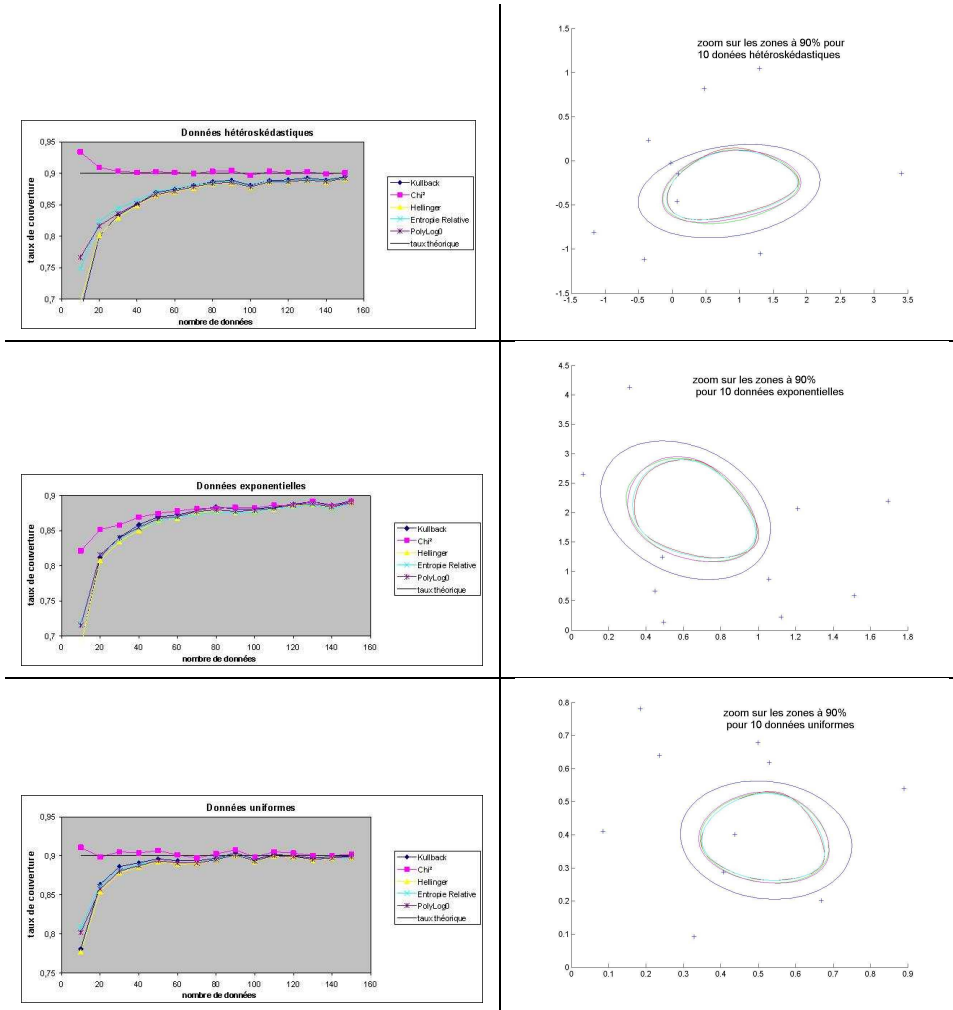 Données hétéroskédastiques
taux de couverture
0,95
0,9
0,85
0,8
0,75
0,7
0 20 40 60 80 100 120 140 160
nombre de données
Kullback
Chi²
Hellinger
Entropie Relative
PolyLog0
taux théorique
zoom sur les zones à 90% pour
10 donées hétéroskédastiques
1.5
1
0.5
0
-0.5
-1
-1.5
-1.5 -1 -0.5 0 0.5 1 1.5 2 2.5 3 3.5
Données exponentielles
taux de couverture
0,9
0,85
0,8
0,75
0,7
0 20 40 60 80 100 120 140 160
nombre de données
Kullback
Chi²
Hellinger
Entropie Relative
PolyLog0
taux théorique
zoom sur les zones à 90%
pour 10 données exponentielles
4.5
4
3.5
3
2.5
2
1.5
1
0.5
0
0 0.2 0.4 0.6 0.8 1 1.2 1.4 1.6 1.8
Données uniformes
taux de couverture
0,95
0,9
0,85
0,8
0,75
0 20 40 60 80 100 120 140 160
nombre de données
Kullback
Chi²
Hellinger
Entropie Relative
PolyLog0
taux théorique
zoom sur les zones à 90%
pour 10 données uniformes
0.8
0.7
0.6
0.5
0.4
0.3
0.2
0.1
0
0 0.1 0.2 0.3 0.4 0.5 0.6 0.7 0.8 0.9